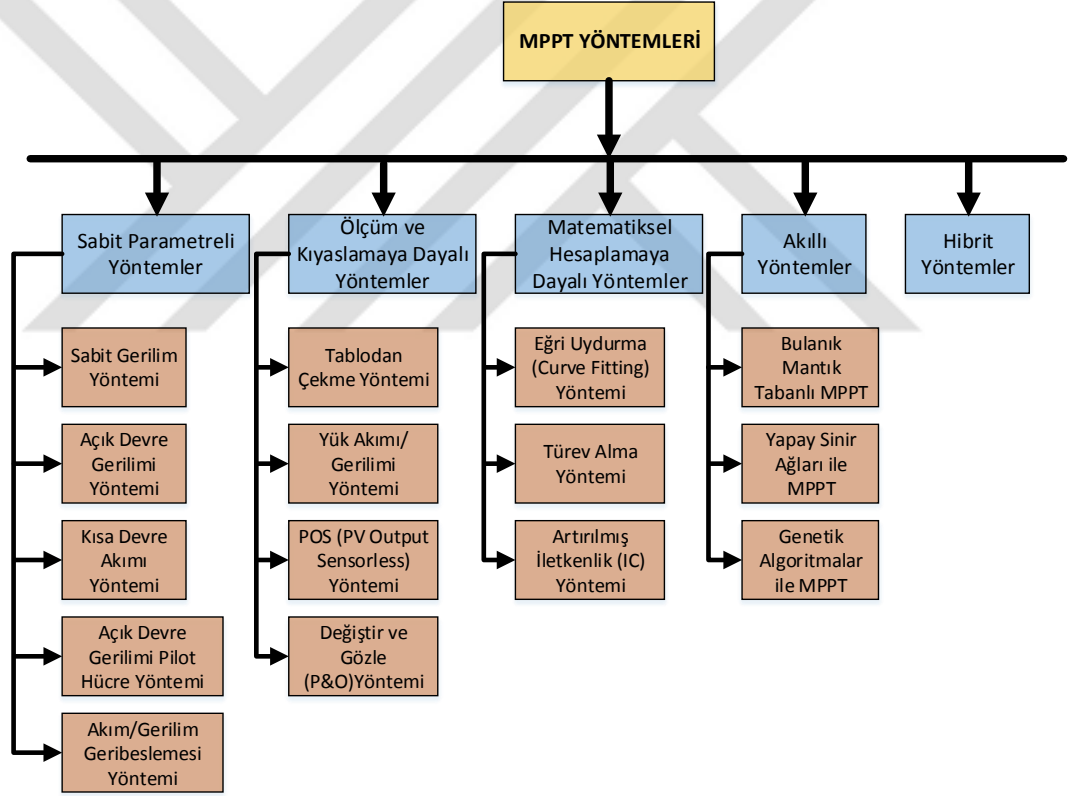 MPPT YÖNTEMLERİ
Sabit Parametreli
Yöntemler
Ölçüm ve
Kıyaslamaya Dayalı
Yöntemler
Matematiksel
Hesaplamaya
Dayalı Yöntemler
Akıllı
Yöntemler
Hibrit
Yöntemler
Sabit Gerilim
Yöntemi
Açık Devre
Gerilimi
Yöntemi
Kısa Devre
Akımı
Yöntemi
Açık Devre
Gerilimi Pilot
Hücre Yöntemi
Akım/Gerilim
Geribeslemesi
Yöntemi
Tablodan
Çekme Yöntemi
Yük Akımı/
Gerilimi
Yöntemi
POS (PV Output
Sensorless)
Yöntemi
Değiştir ve
Gözle
(P&O)Yöntemi
Eğri Uydurma
(Curve Fitting)
Yöntemi
Türev Alma
Yöntemi
Artırılmış
İletkenlik (IC)
Yöntemi
Bulanık
Mantık
Tabanlı MPPT
Yapay Sinir
Ağları ile
MPPT
Genetik
Algoritmalar
ile MPPT